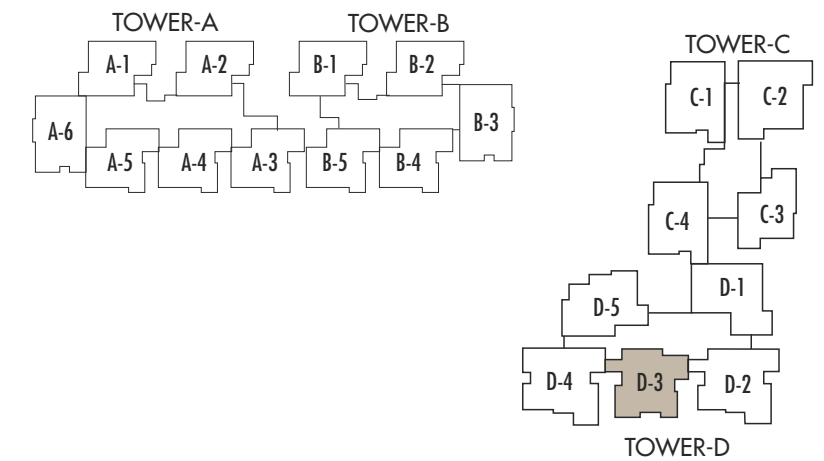 TOWER-A
TOWER-B
A-1
A-2
B-1
B-2
A-6
B-3
A-5
A-4
A-3
B-5
B-4
TOWER-C
C-1
C-2
C-4
C-3
D-1
D-5
D-4
D-3
D-2
TOWER-D